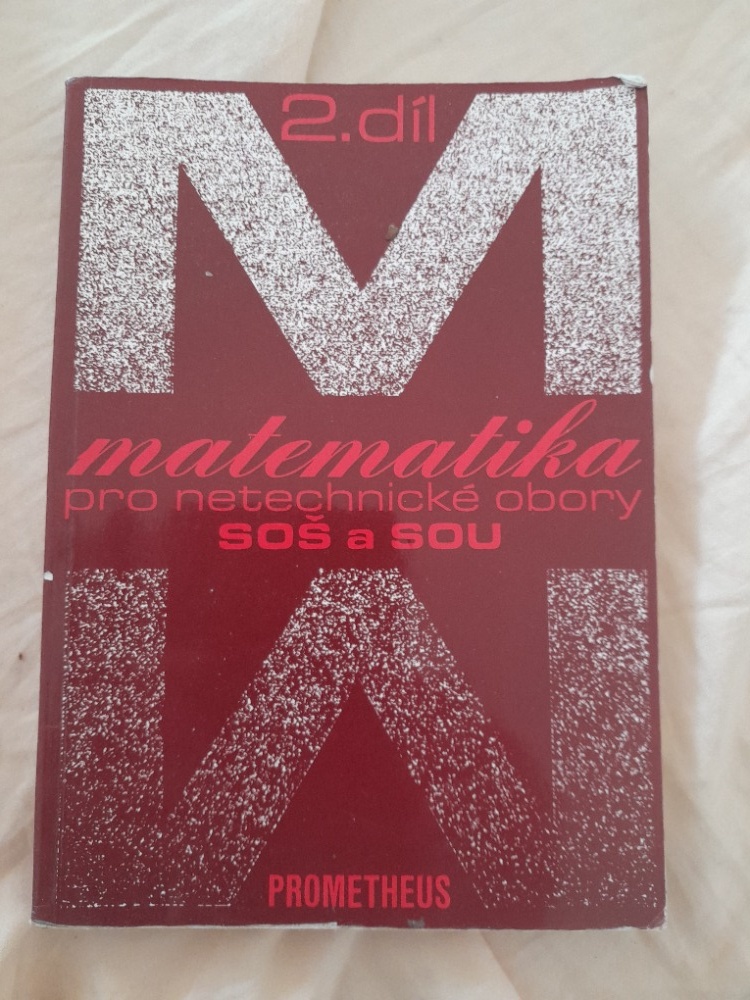 2.díl
M
matematika
pro netechnické obory
SOŠ a SOU
M
PROMETHEUS